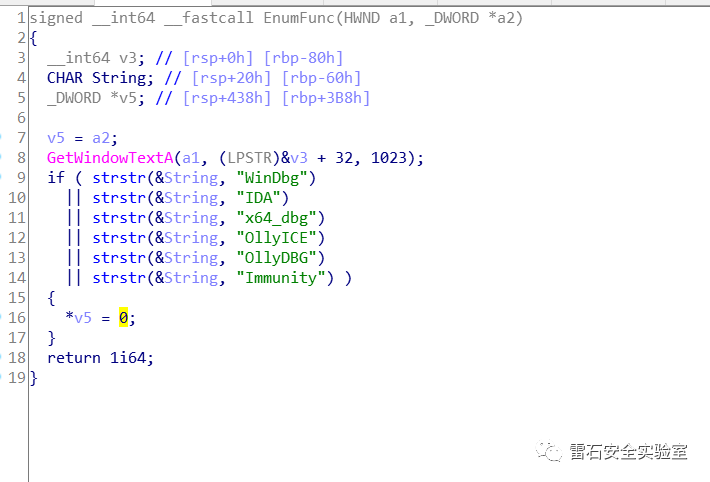 1 signed __int64 __fastcall EnumFunc(HWND a1, _DWORD *a2)
2 {
3   __int64 v3; // [rsp+0h] [rbp-80h]
4   CHAR String; // [rsp+20h] [rbp-60h]
5   _DWORD *v5; // [rsp+438h] [rbp+3B8h]
6
7   v5 = a2;
8   GetWindowTextA(a1, (LPSTR)&v3 + 32, 1023);
9   if ( strstr(&String, "WinDbg")
10     || strstr(&String, "IDA")
11     || strstr(&String, "x64_dbg")
12     || strstr(&String, "OllyICE")
13     || strstr(&String, "OllyDBG")
14     || strstr(&String, "Immunity") )
15   {
16     *v5 = 0;
17   }
18   return 1i64;
19 }
雷石安全实验室